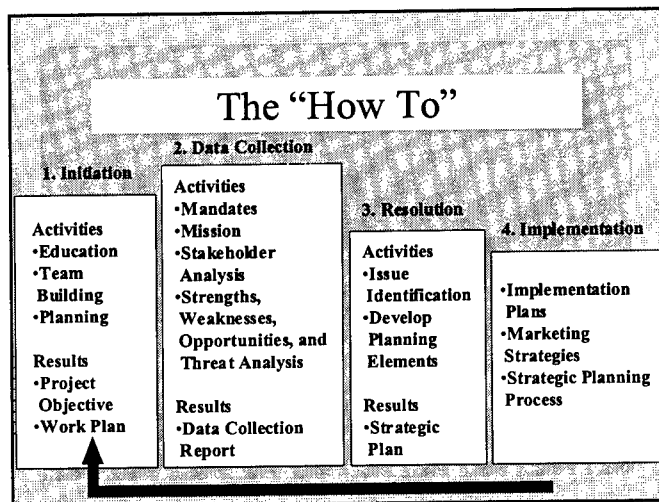 The “How To”
1. Initiation
Activities
•Education
•Team
Building
•Planning
Results
•Project
Objective
•Work Plan
2. Data Collection
Activities
•Mandates
•Mission
•Stakeholder
Analysis
•Strengths,
Weaknesses,
Opportunities, and
Threat Analysis
Results
•Data Collection
Report
3. Resolution
Activities
•Issue
Identification
•Develop
Planning
Elements
Results
•Strategic
Plan
4. Implementation
•Implementation
Plans
•Marketing
Strategies
•Strategic Planning
Process